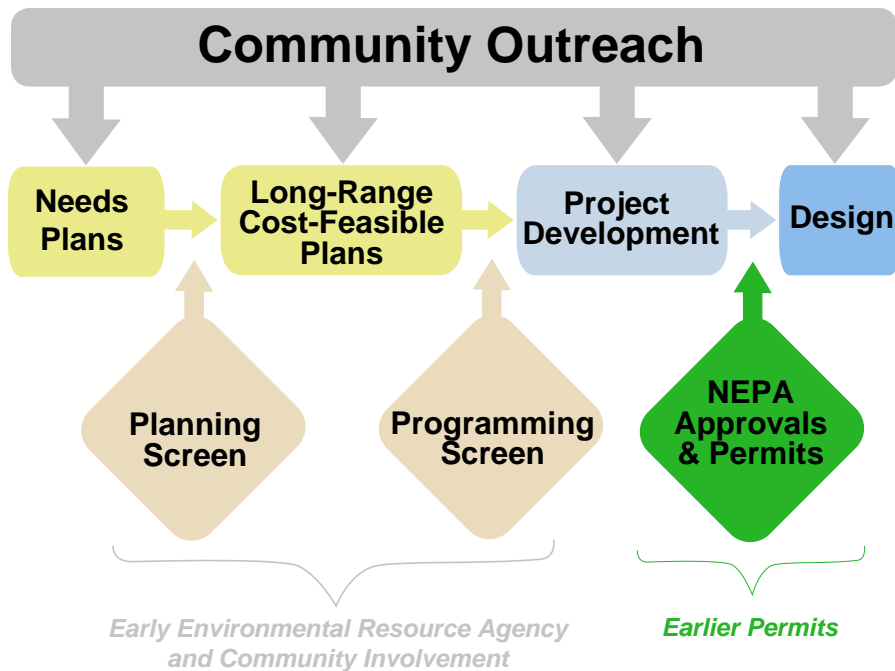 Community Outreach
Needs
Plans
Long-Range
Cost-Feasible
Plans
Project
Development
Design
Planning
Screen
Programming
Screen
NEPA
Approvals
& Permits
Early Environmental Resource Agency
and Community Involvement
Earlier Permits